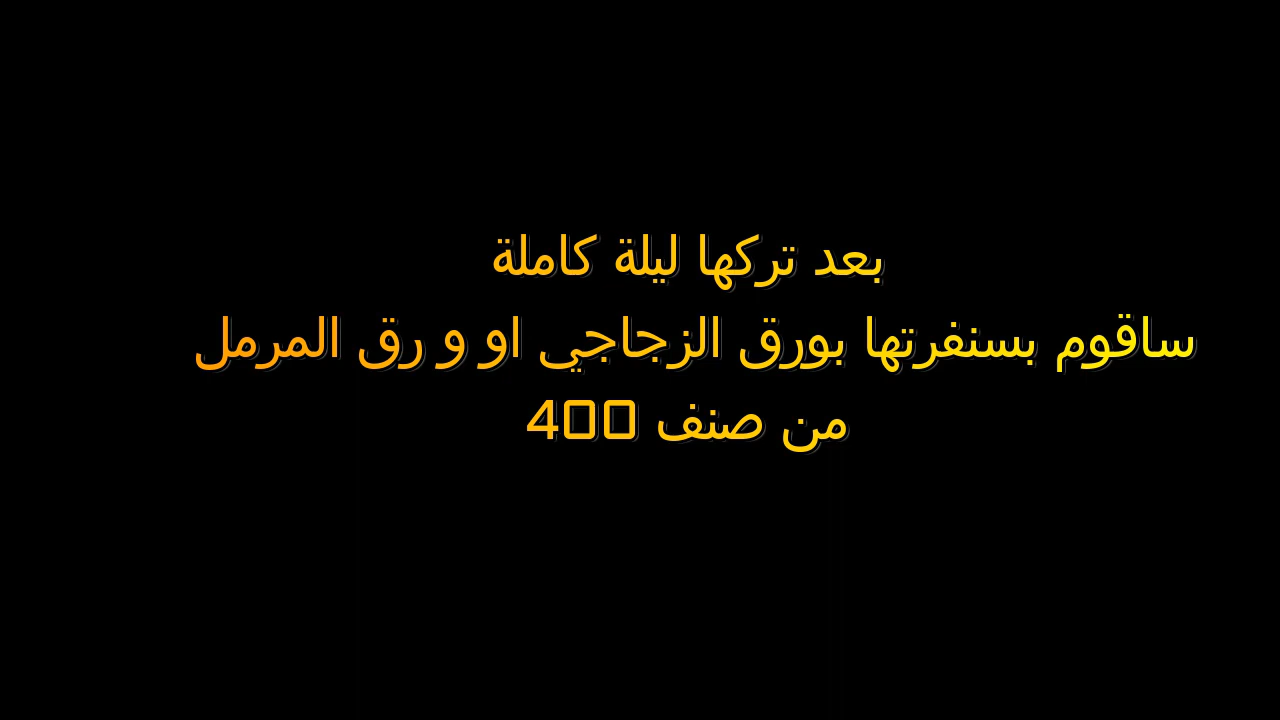 بعد تركها ليلة كاملة
ساقوم بسنفرتها بورق الزجاجي او و رق المرمل
من صنف 400